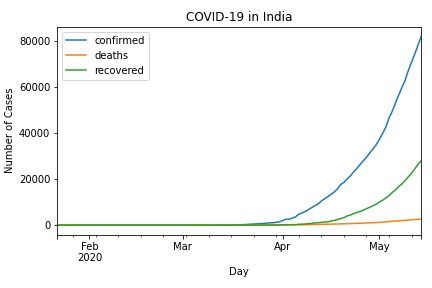 COVID-19 in India
confirmed
deaths
recovered
80000
60000
40000
20000
0
Number of Cases
Feb
2020
Mar
Apr
May
Day